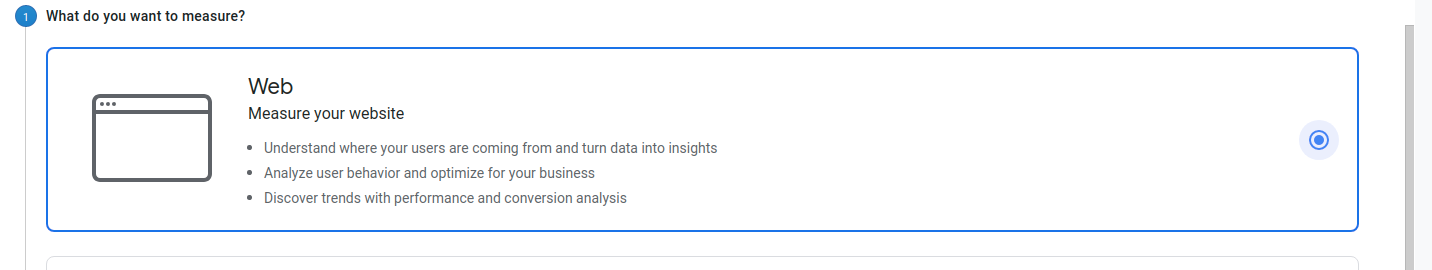 1 What do you want to measure?
Web
Measure your website
• Understand where your users are coming from and turn data into insights
• Analyze user behavior and optimize for your business
• Discover trends with performance and conversion analysis